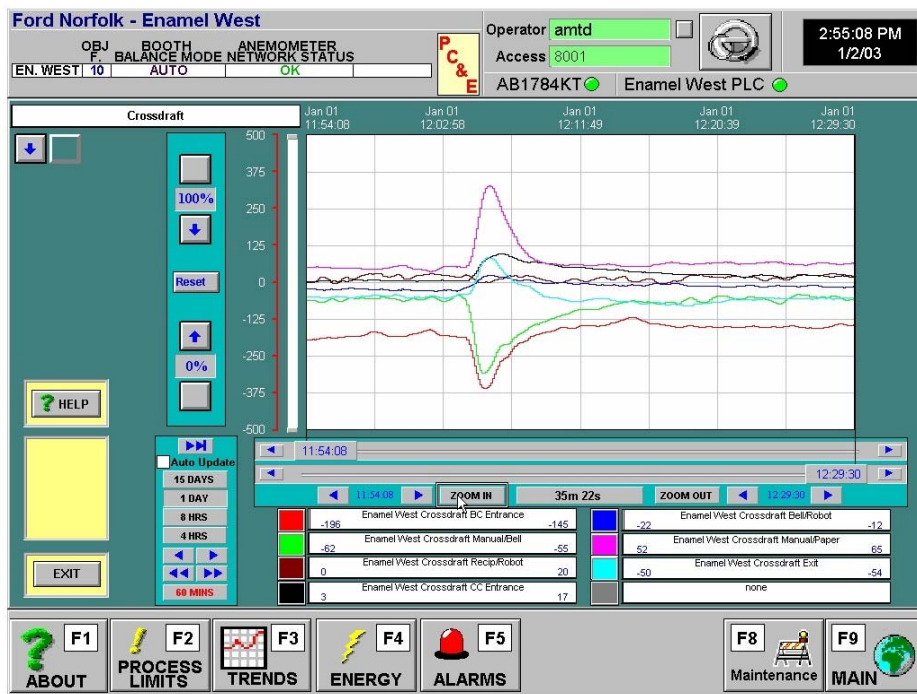 Ford Norfolk - Enamel West
OBJ F.
BOOTH BALANCE MODE
ANEMOMETER NETWORK STATUS
EN. WEST 10 AUTO OK
PC&E
Operator amtd
Access 8001
AB1784KT
Enamel West PLC
2:55:08 PM
1/2/03
Crossdraft
Jan 01 Jan 01 Jan 01 Jan 01 Jan 01
11:54:08 12:02:58 12:11:49 12:20:39 12:29:30
500
375
250
125
0
-125
-250
-375
-500
100%
Reset
0%
HELP
EXIT
Auto Update
15 DAYS
1 DAY
8 HRS
4 HRS
60 MINS
11:54:08
12:29:30
11:54:08 ZOOM IN 35m 22s ZOOM OUT 12:29:30
Enamel West Crossdraft BC Entrance
-196 -145
Enamel West Crossdraft Manual/Bell
-62 -55
Enamel West Crossdraft Recip/Robot
0 20
Enamel West Crossdraft CC Entrance
3 17
Enamel West Crossdraft Bell/Robot
-22 -12
Enamel West Crossdraft Manual/Paper
52 65
Enamel West Crossdraft Exit
-50 -54
none
F1 ABOUT
F2 PROCESS LIMITS
F3 TRENDS
F4 ENERGY
F5 ALARMS
F8 Maintenance
F9 MAIN